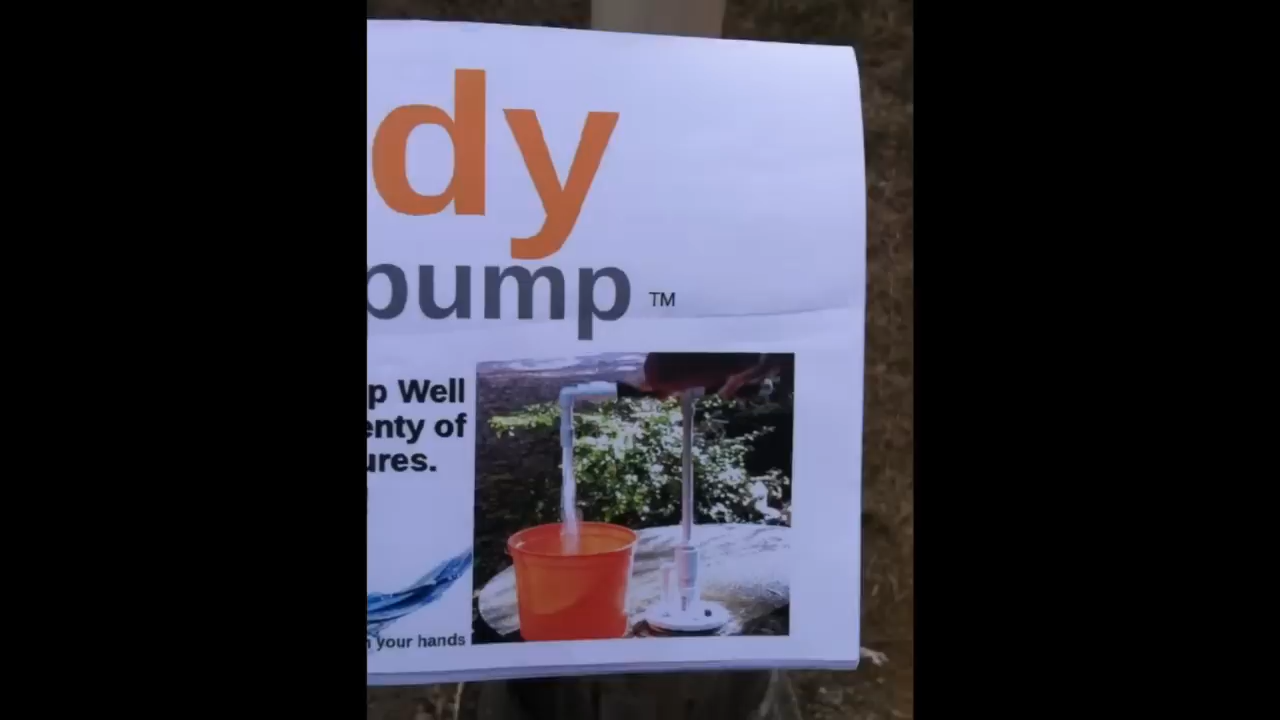 dy
pump ™
p Well
enty of
ures.
your hands